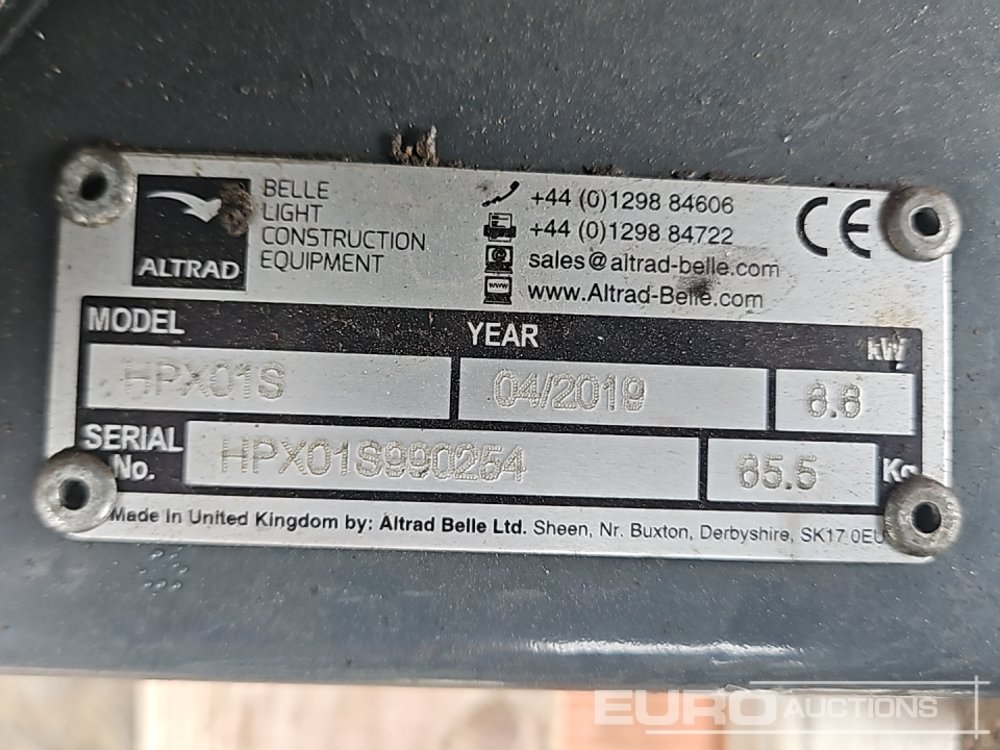 ALTRAD
BELLE
LIGHT
CONSTRUCTION
EQUIPMENT
+44 (0)1298 84606
+44 (0)1298 84722
sales@altrad-belle.com
www.Altrad-Belle.com
CE
MODEL YEAR kW
HPX01S 04/2019
SERIAL No. HPX01S990254 65.5 Kg
Made In United Kingdom by: Altrad Belle Ltd. Sheen, Nr. Buxton, Derbyshire, SK17 0EU
EURO AUCTIONS